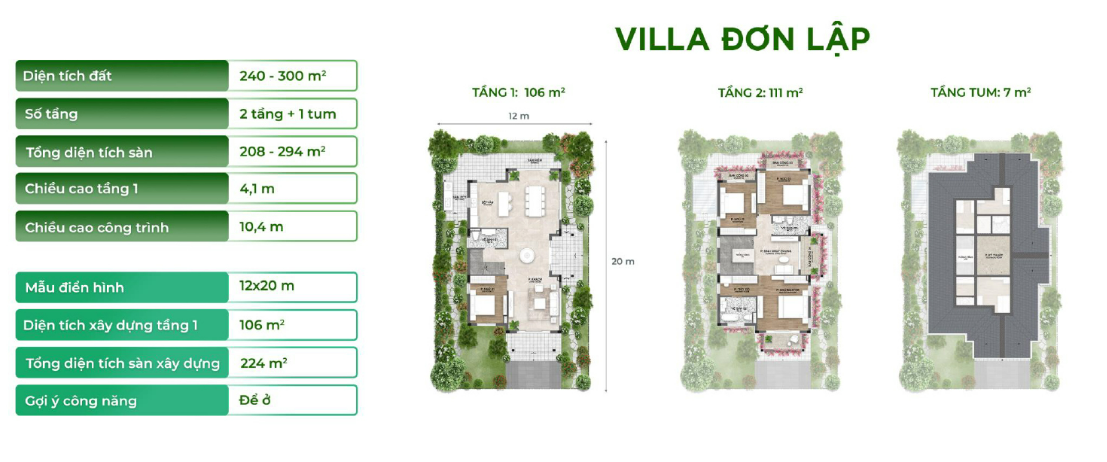 VILLA ĐƠN LẬP
Diện tích đất 240 - 300 m²
Số tầng 2 tầng + 1 tum
Tổng diện tích sàn 208 - 294 m²
Chiều cao tầng 1 4,1 m
Chiều cao công trình 10,4 m
Mẫu điển hình 12x20 m
Diện tích xây dựng tầng 1 106 m²
Tổng diện tích sàn xây dựng 224 m²
Gợi ý công năng Để ở
TẦNG 1: 106 m²
12 m
20 m
TẦNG 2: 111 m²
TẦNG TUM: 7 m²